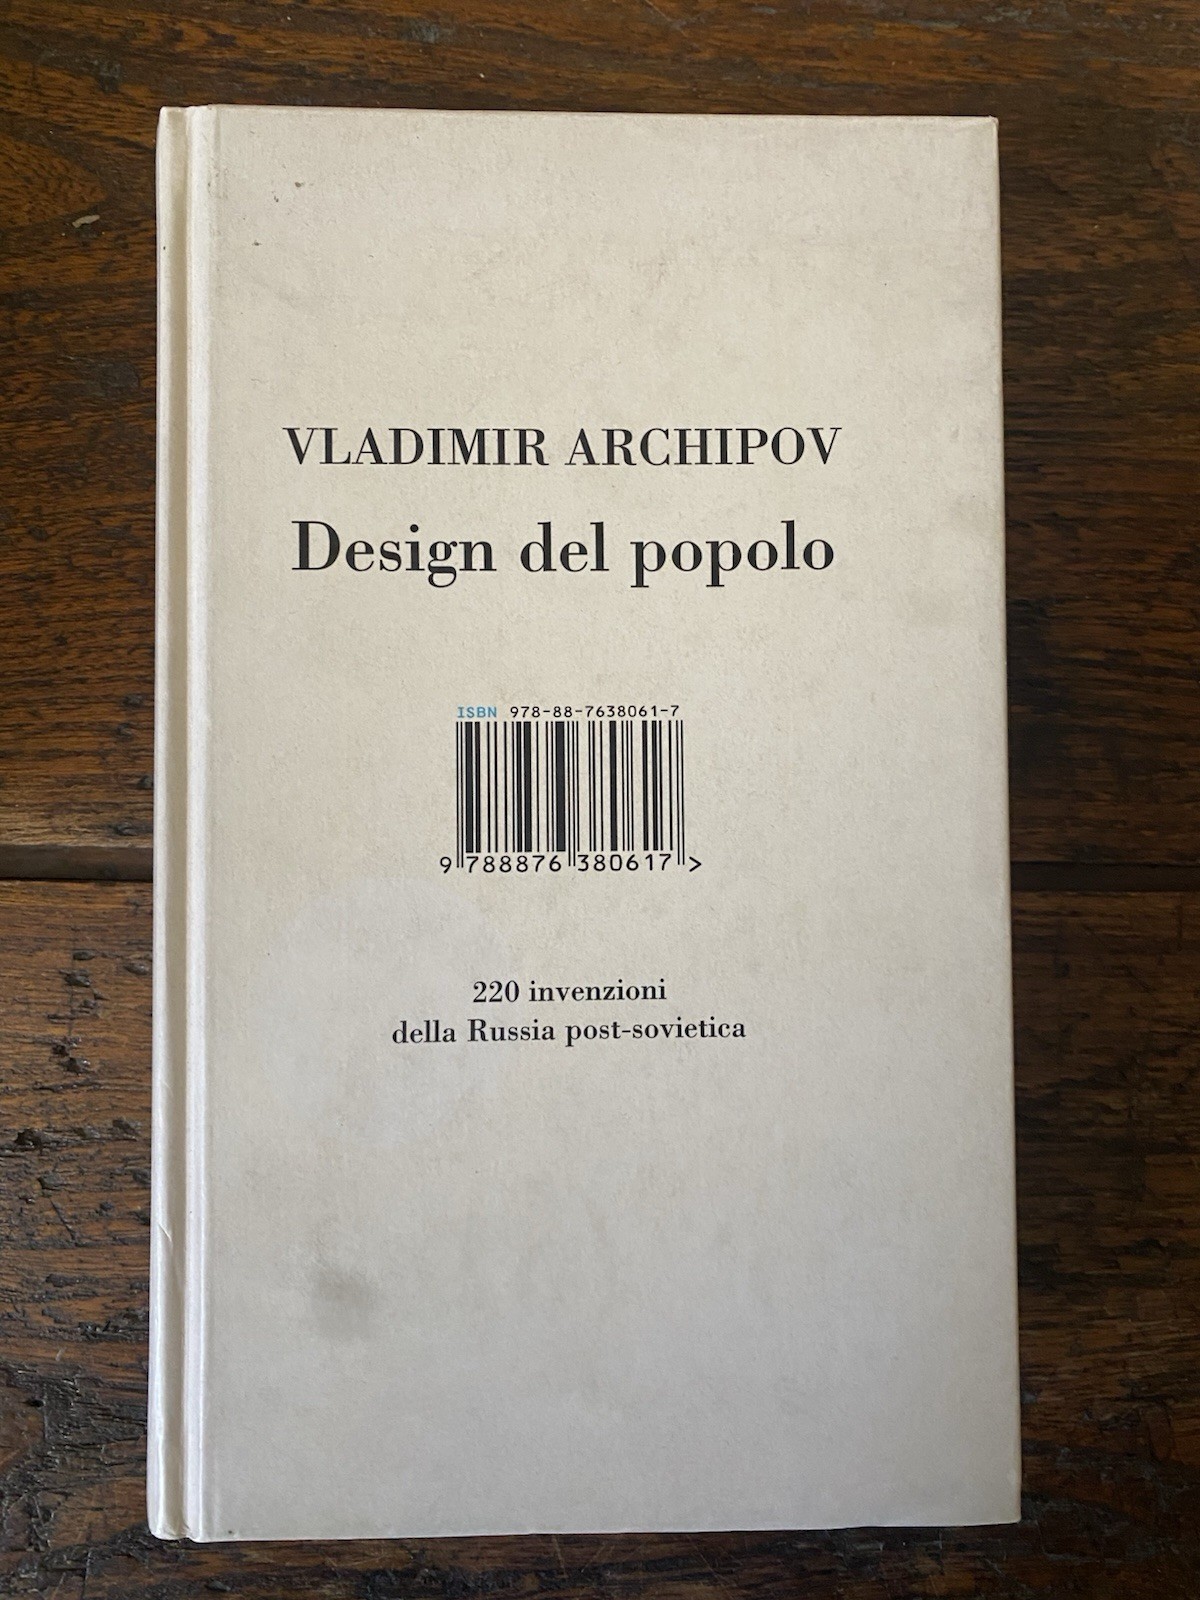 VLADIMIR ARCHIPOV
Design del popolo
ISBN 978-88-7638061-7
9 788876 380617 >
220 invenzioni
della Russia post-sovietica